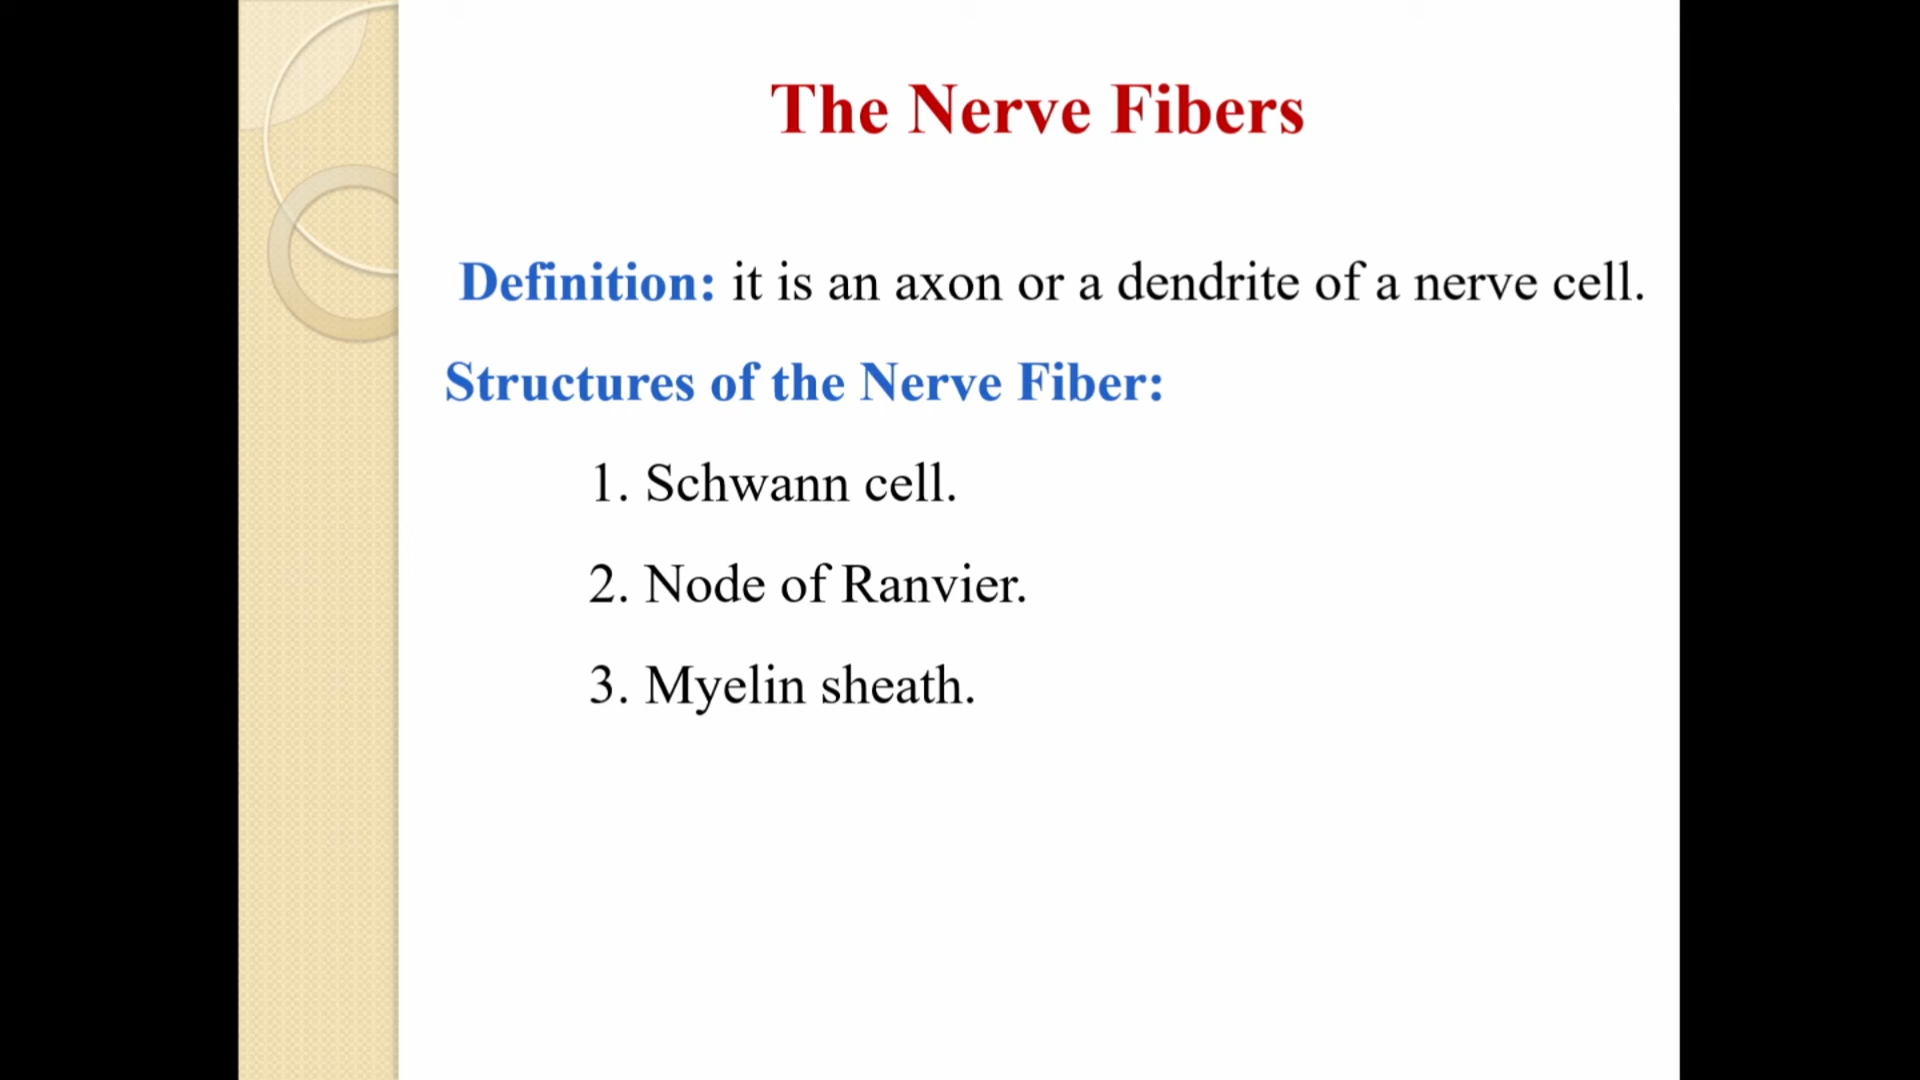 The Nerve Fibers
Definition: it is an axon or a dendrite of a nerve cell.
Structures of the Nerve Fiber:
1. Schwann cell.
2. Node of Ranvier.
3. Myelin sheath.